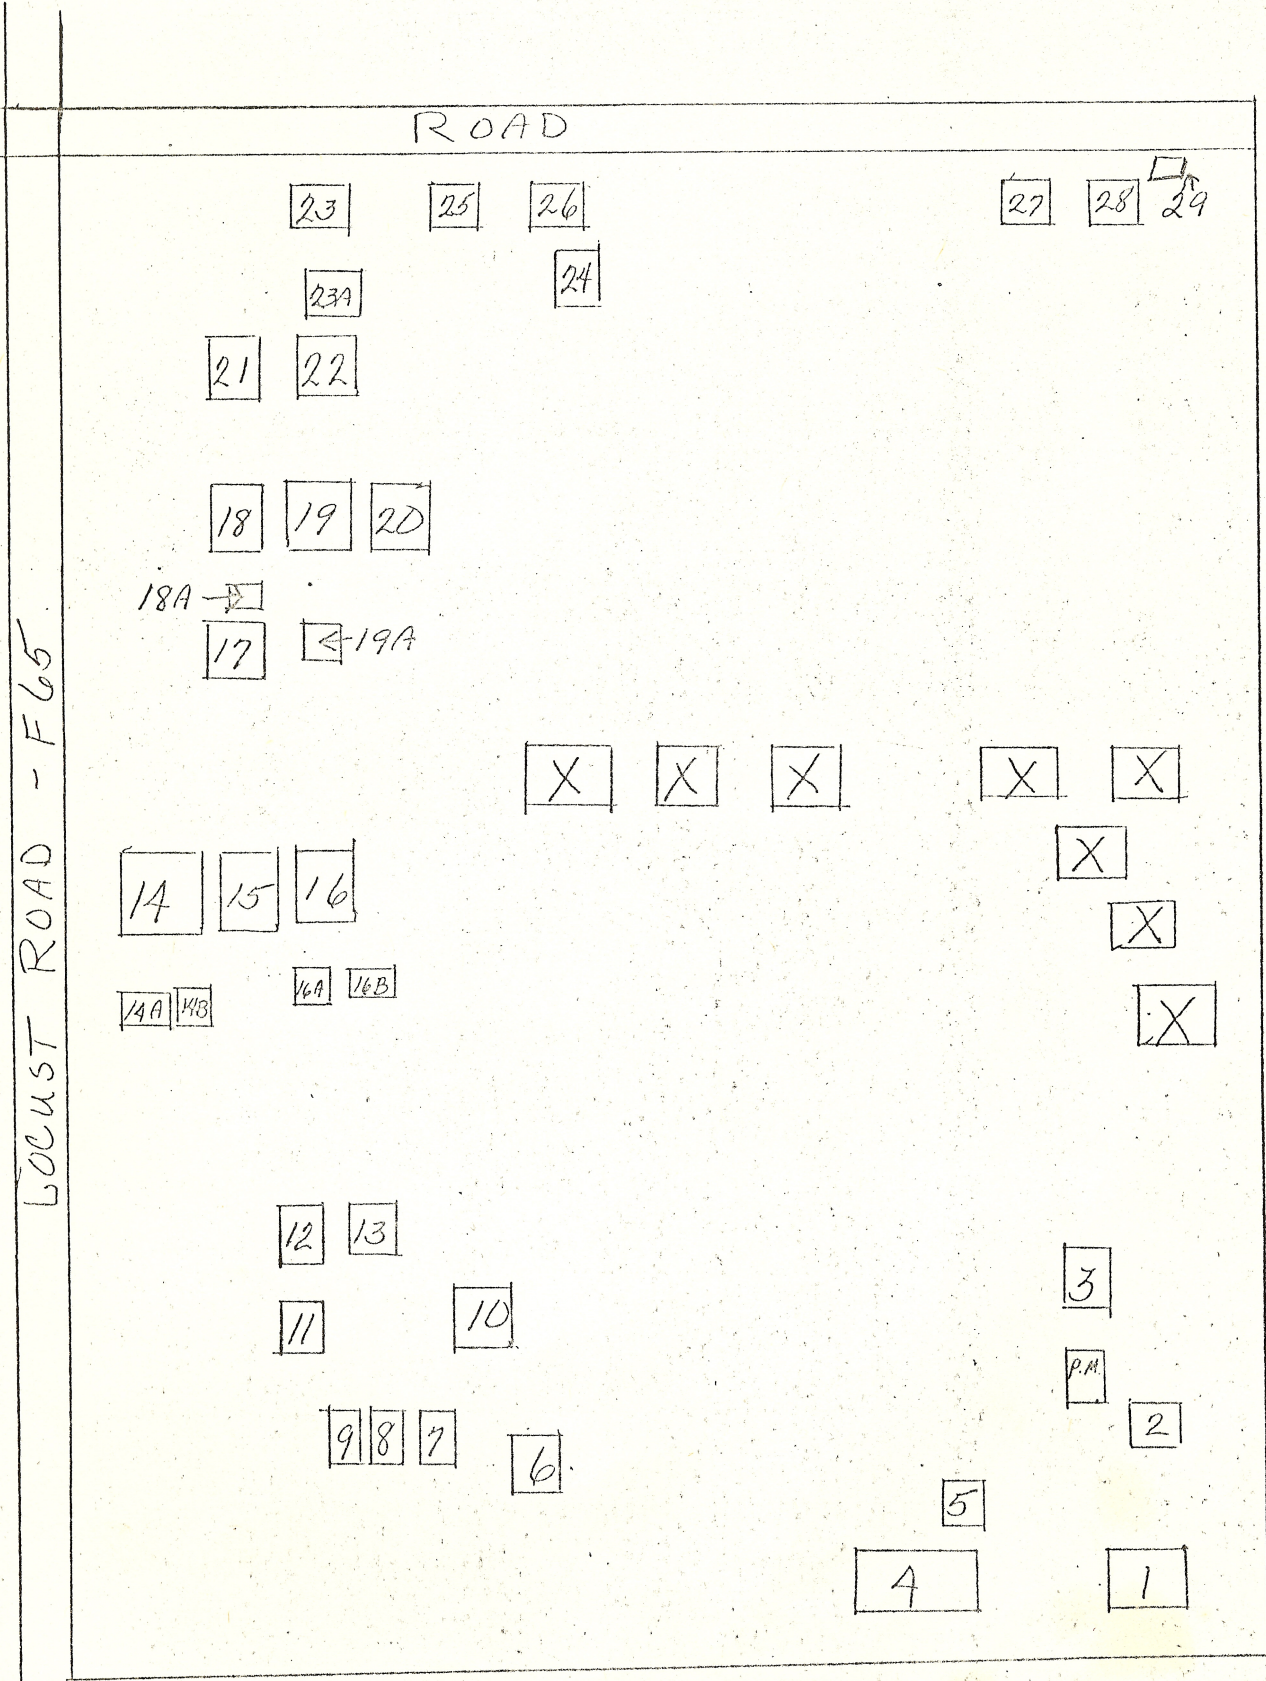 ROAD
23 25 26 27 28 29
23A 24
21 22
18 19 20
18A
17 19A
LOCUST ROAD - F65
X X X X X
X
14 15 16 X
16A 16B
14A 14B X
12 13
3
11 10
P.M.
2
9 8 7 6
5
4 1